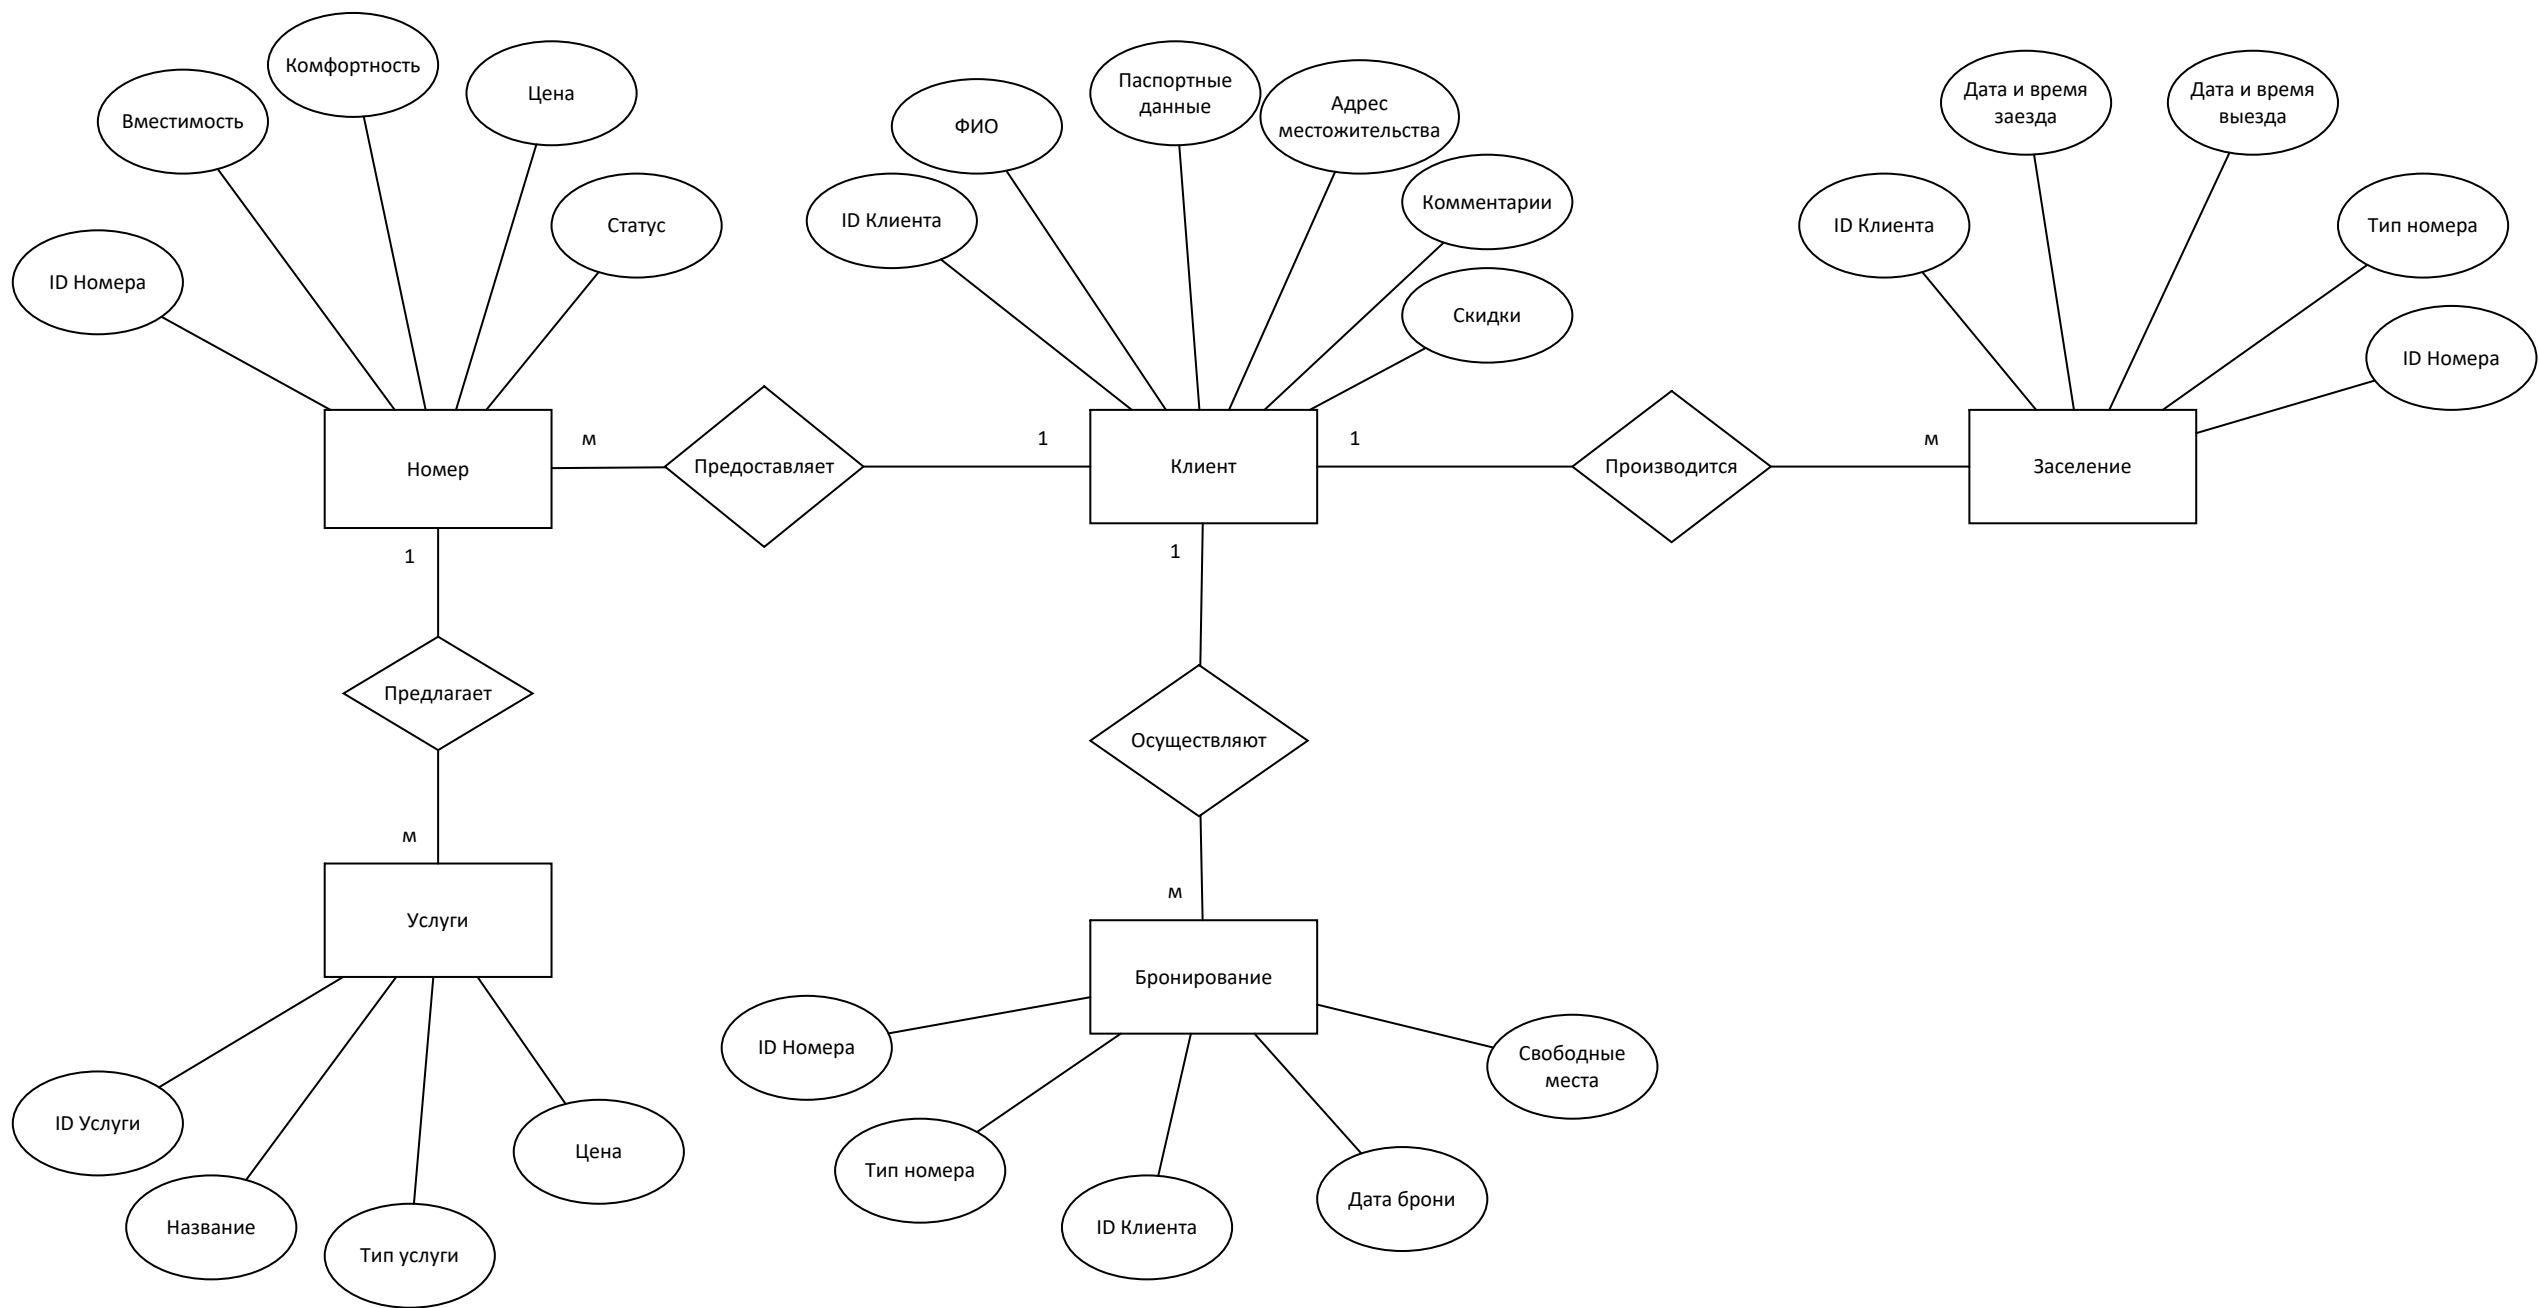 Комфортность
Цена
Вместимость
Статус
ID Номера
Паспортные
данные
Адрес
местожительства
ФИО
Комментарии
ID Клиента
Скидки
Дата и время
заезда
Дата и время
выезда
ID Клиента
Тип номера
ID Номера
Номер
м
Предоставляет
1
Клиент
1
Производится
м
Заселение
1
Предлагает
м
Услуги
1
Осуществляют
м
Бронирование
ID Услуги
Название
Тип услуги
Цена
ID Номера
Тип номера
ID Клиента
Дата брони
Свободные
места